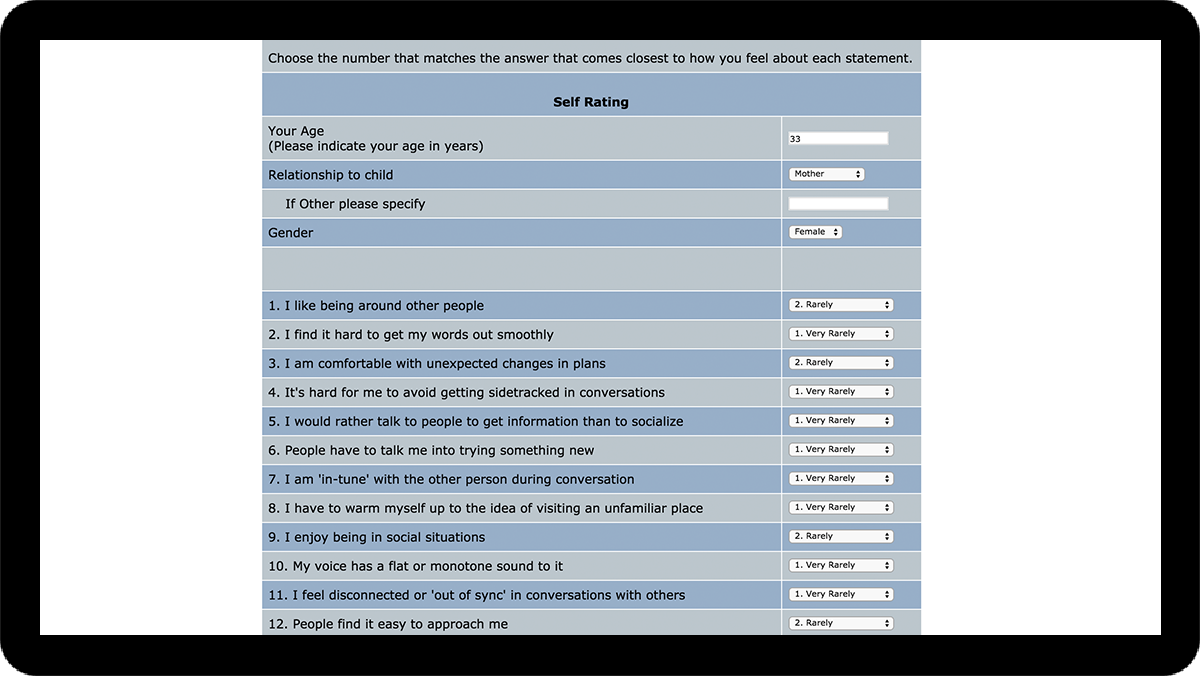 Choose the number that matches the answer that comes closest to how you feel about each statement.
Self Rating
Your Age
(Please indicate your age in years)
33
Relationship to child
Mother
If Other please specify
Gender
Female
1. I like being around other people
2. Rarely
2. I find it hard to get my words out smoothly
1. Very Rarely
3. I am comfortable with unexpected changes in plans
2. Rarely
4. It's hard for me to avoid getting sidetracked in conversations
1. Very Rarely
5. I would rather talk to people to get information than to socialize
1. Very Rarely
6. People have to talk me into trying something new
1. Very Rarely
7. I am 'in-tune' with the other person during conversation
1. Very Rarely
8. I have to warm myself up to the idea of visiting an unfamiliar place
1. Very Rarely
9. I enjoy being in social situations
2. Rarely
10. My voice has a flat or monotone sound to it
1. Very Rarely
11. I feel disconnected or 'out of sync' in conversations with others
1. Very Rarely
12. People find it easy to approach me
2. Rarely